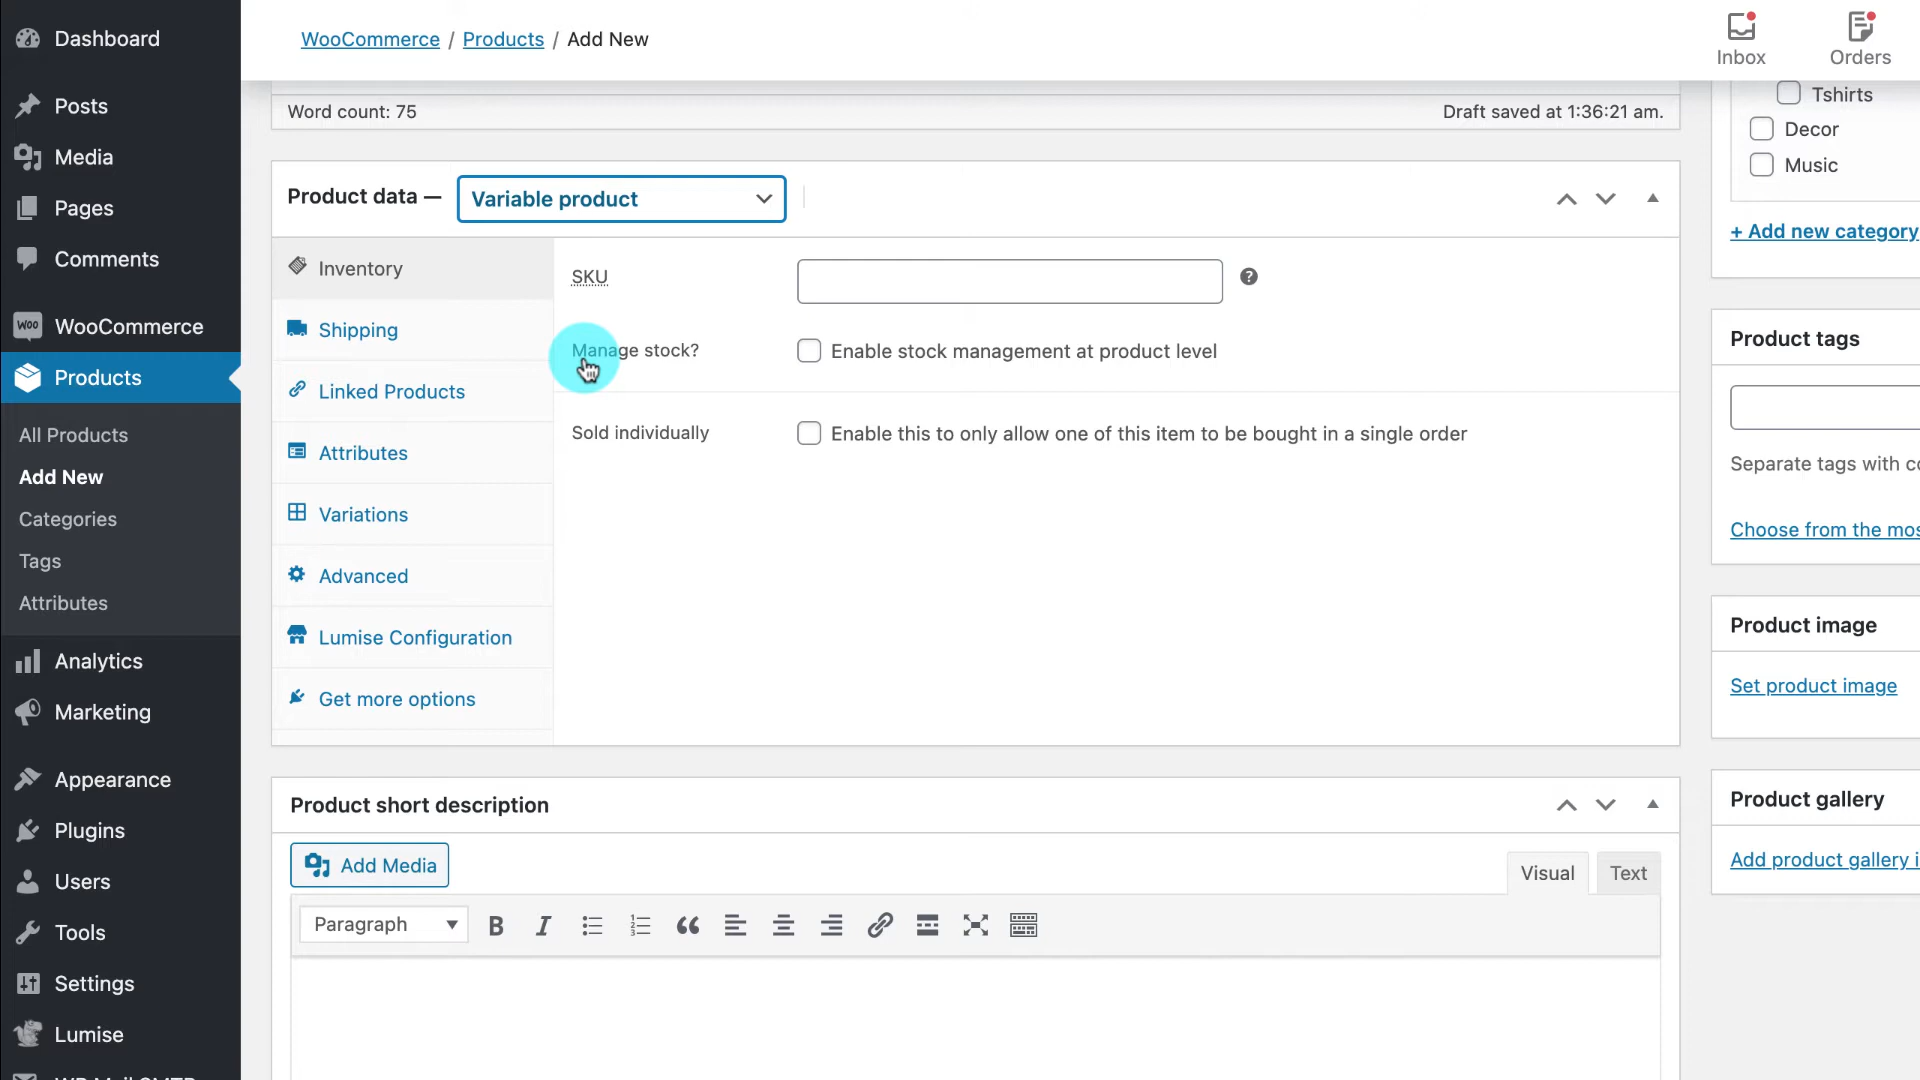 Dashboard
Posts
Media
Pages
Comments
WOO WooCommerce
Products
All Products
Add New
Categories
Tags
Attributes
Analytics
Marketing
Appearance
Plugins
Users
Tools
Settings
Lumise
WooCommerce / Products / Add New
Inbox
Orders
Word count: 75
Draft saved at 1:36:21 am.
Product data — Variable product
Inventory
Shipping
Linked Products
Attributes
Variations
Advanced
Lumise Configuration
Get more options
SKU
?
Manage stock?
Enable stock management at product level
Sold individually
Enable this to only allow one of this item to be bought in a single order
Product short description
Add Media
Visual
Text
Paragraph
B I
Tshirts
Decor
Music
+ Add new category
Product tags
Separate tags with co
Choose from the mos
Product image
Set product image
Product gallery
Add product gallery i